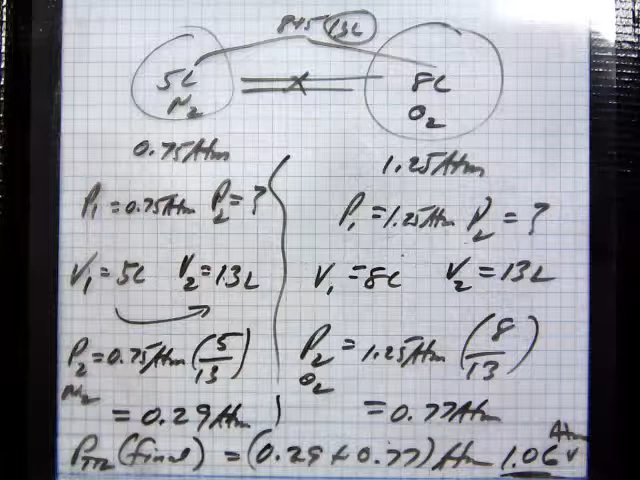 8+5 13L
5L
N2
8L
O2
0.75Atm
1.25Atm
P1 = 0.75Atm P2 = ?
V1 = 5L V2 = 13L
P2 = 0.75Atm (5/13)
N2
= 0.29Atm
P1 = 1.25Atm P2 = ?
V1 = 8L V2 = 13L
P2 = 1.25Atm (8/13)
O2
= 0.77Atm
(final) = (0.29 + 0.77) Atm 1.06 Atm